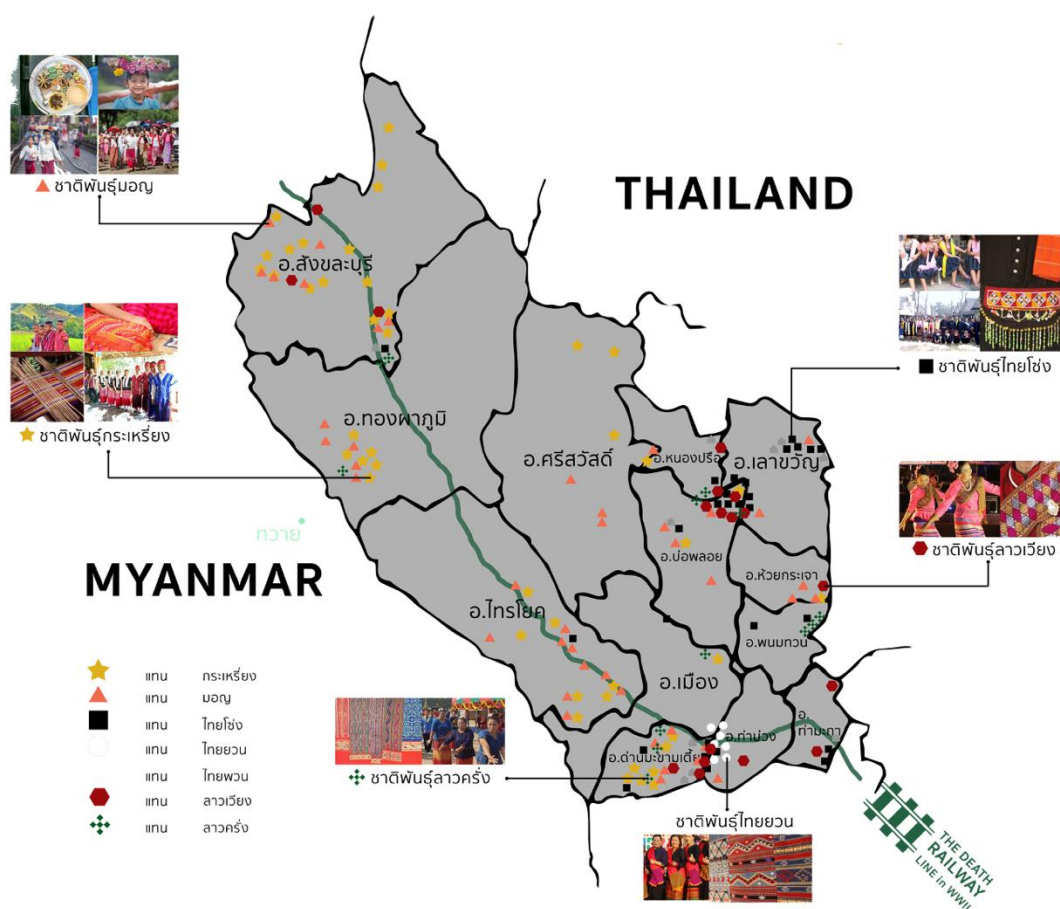 THAILAND
▲ ชาติพันธุ์มอญ
อ.สังขละบุรี
■ ชาติพันธุ์ไทยโซ่ง
★ ชาติพันธุ์กระเหรี่ยง
อ.ทองผาภูมิ
อ.ศรีสวัสดิ์
อ.หนองปรือ
อ.เลาขวัญ
ทวาย
MYANMAR
ชาติพันธุ์ลาวเวียง
อ.บ่อพลอย
อ.ห้วยกระเจา
อ.ไทรโยค
อ.พนมทวน
อ.เมือง
อ.ท่าม่วง
อ.
ท่ามะกา
อ.ด่านมะขามเตี้ย
แทน กระเหรี่ยง
แทน มอญ
แทน ไทยโซ่ง
แทน ไทยยวน
แทน ไทยพวน
แทน ลาวเวียง
แทน ลาวครั่ง
ชาติพันธุ์ลาวครั่ง
ชาติพันธุ์ไทยยวน
THE DEATH
RAILWAY
LINE in WWII